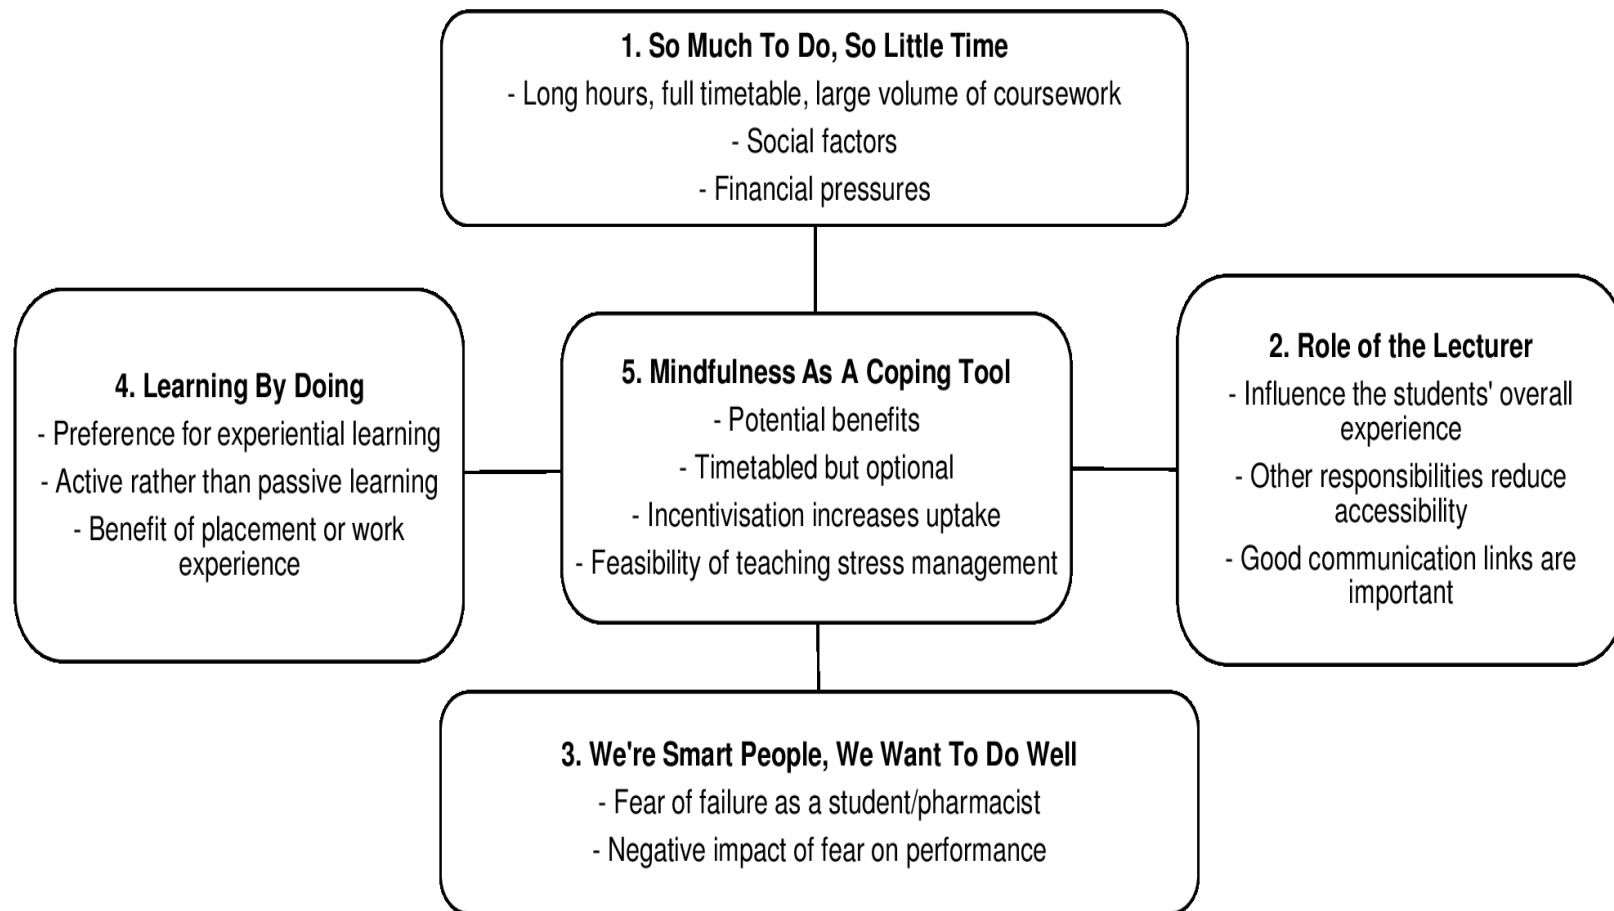 1. So Much To Do, So Little Time
- Long hours, full timetable, large volume of coursework
- Social factors
- Financial pressures
4. Learning By Doing
- Preference for experiential learning
- Active rather than passive learning
- Benefit of placement or work
experience
5. Mindfulness As A Coping Tool
- Potential benefits
- Timetabled but optional
- Incentivisation increases uptake
- Feasibility of teaching stress management
2. Role of the Lecturer
- Influence the students' overall
experience
- Other responsibilities reduce
accessibility
- Good communication links are
important
3. We're Smart People, We Want To Do Well
- Fear of failure as a student/pharmacist
- Negative impact of fear on performance